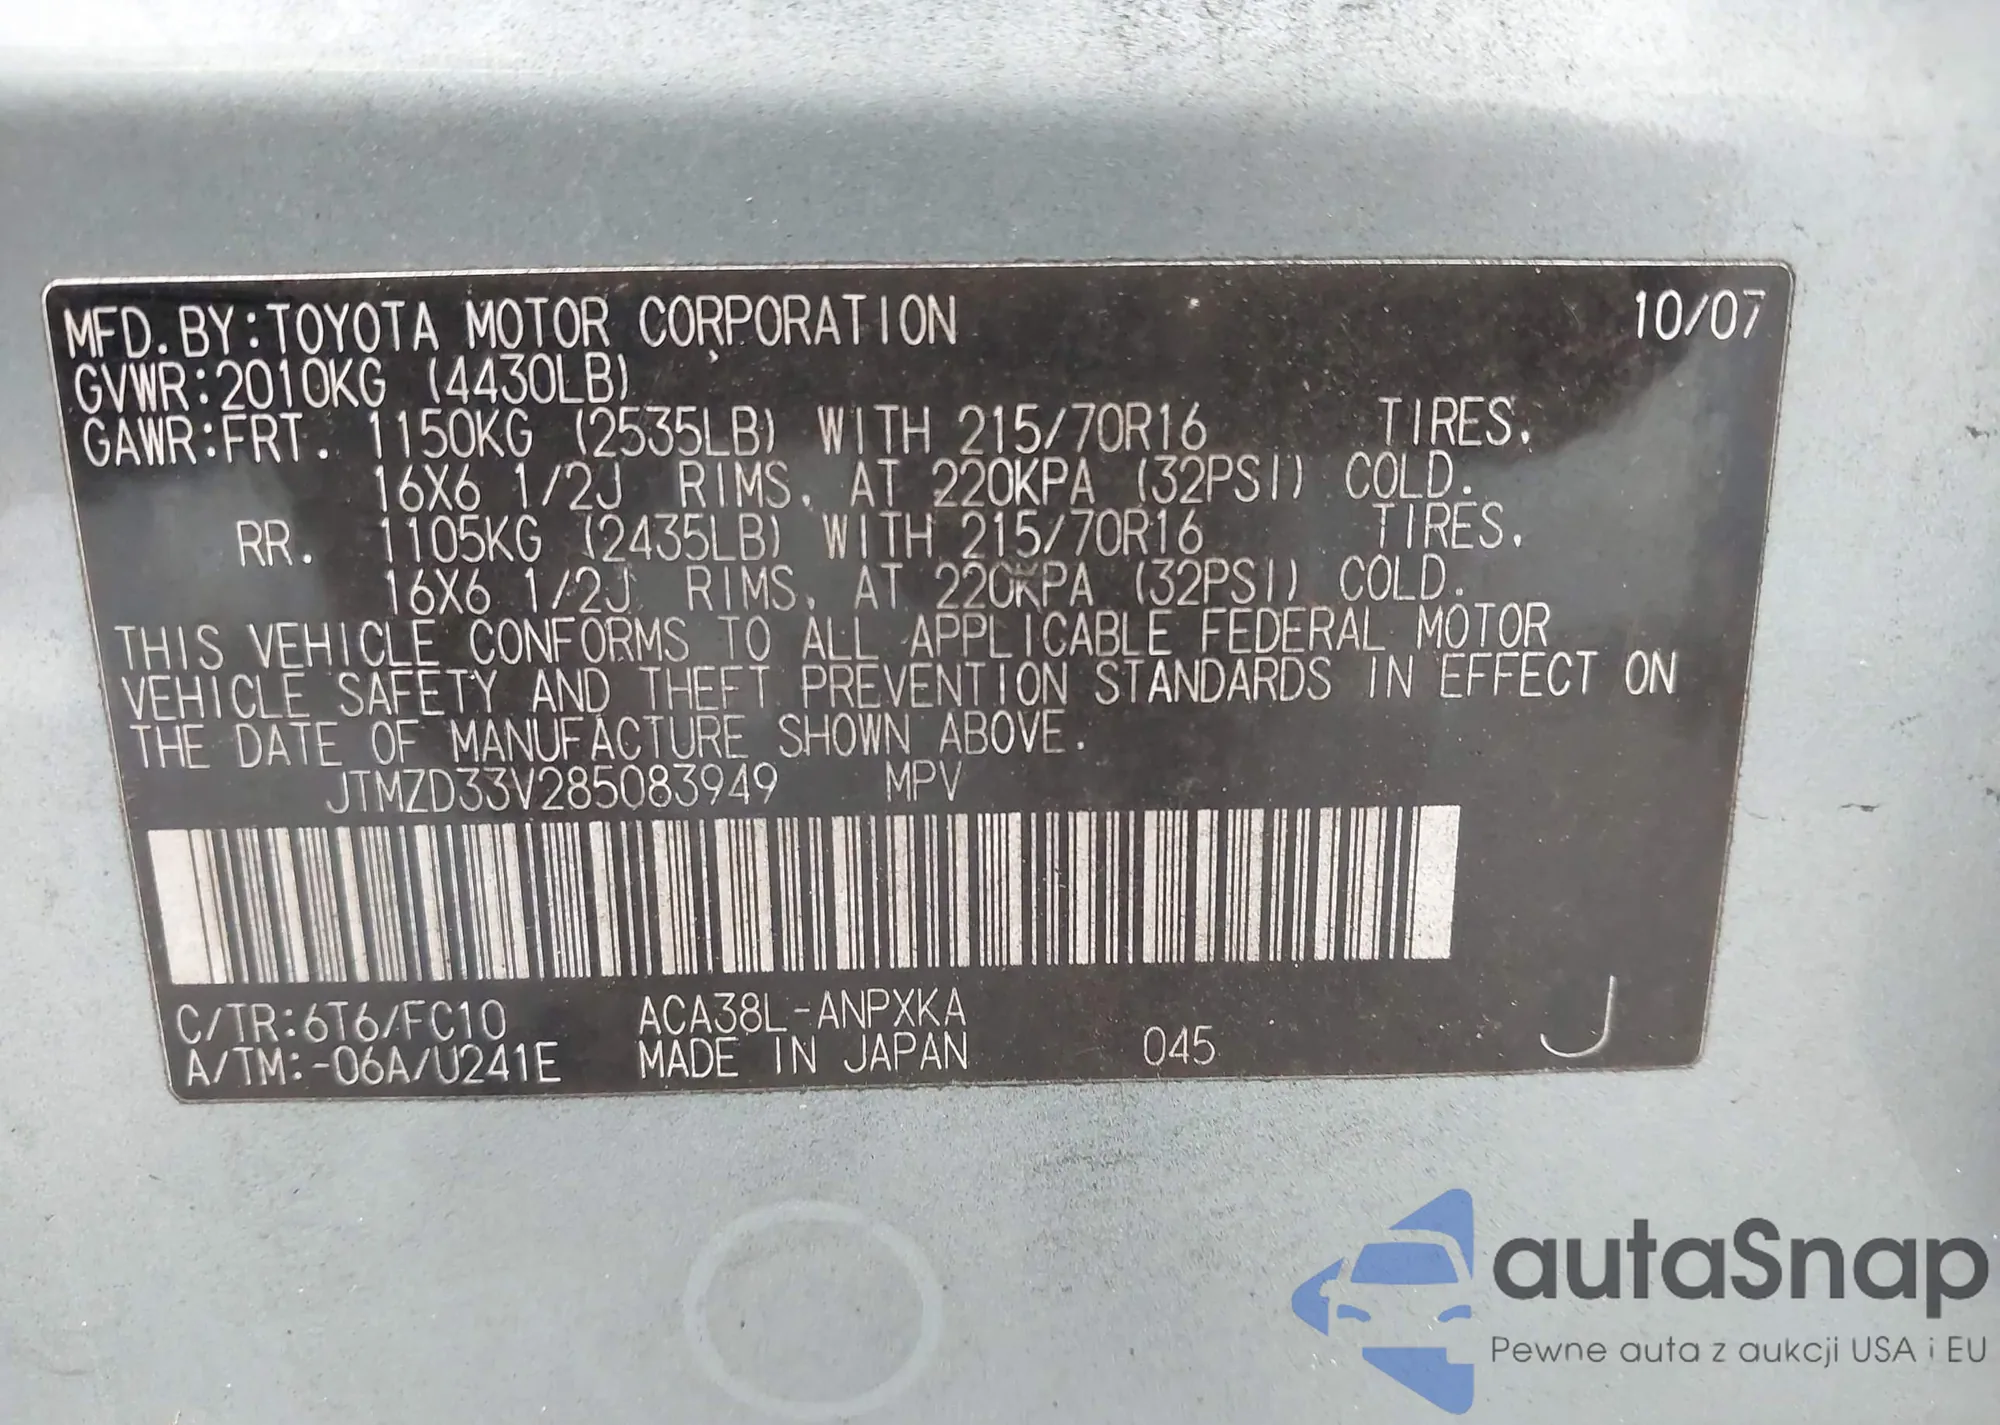 MFD. BY:TOYOTA MOTOR CORPORATION 10/07
GVWR:2010KG (4430LB)
GAWR:FRT. 1150KG (2535LB) WITH 215/70R16 TIRES,
16X6 1/2J RIMS, AT 220KPA (32PSI) COLD.
RR. 1105KG (2435LB) WITH 215/70R16 TIRES,
16X6 1/2J RIMS, AT 220KPA (32PSI) COLD.
THIS VEHICLE CONFORMS TO ALL APPLICABLE FEDERAL MOTOR
VEHICLE SAFETY AND THEFT PREVENTION STANDARDS IN EFFECT ON
THE DATE OF MANUFACTURE SHOWN ABOVE.
JTMZD33V285083949 MPV
C/TR:6T6/FC10 ACA38L-ANPXKA
A/TM:-06A/U241E MADE IN JAPAN 045 J
autaSnap
Pewne auta z aukcji USA i EU